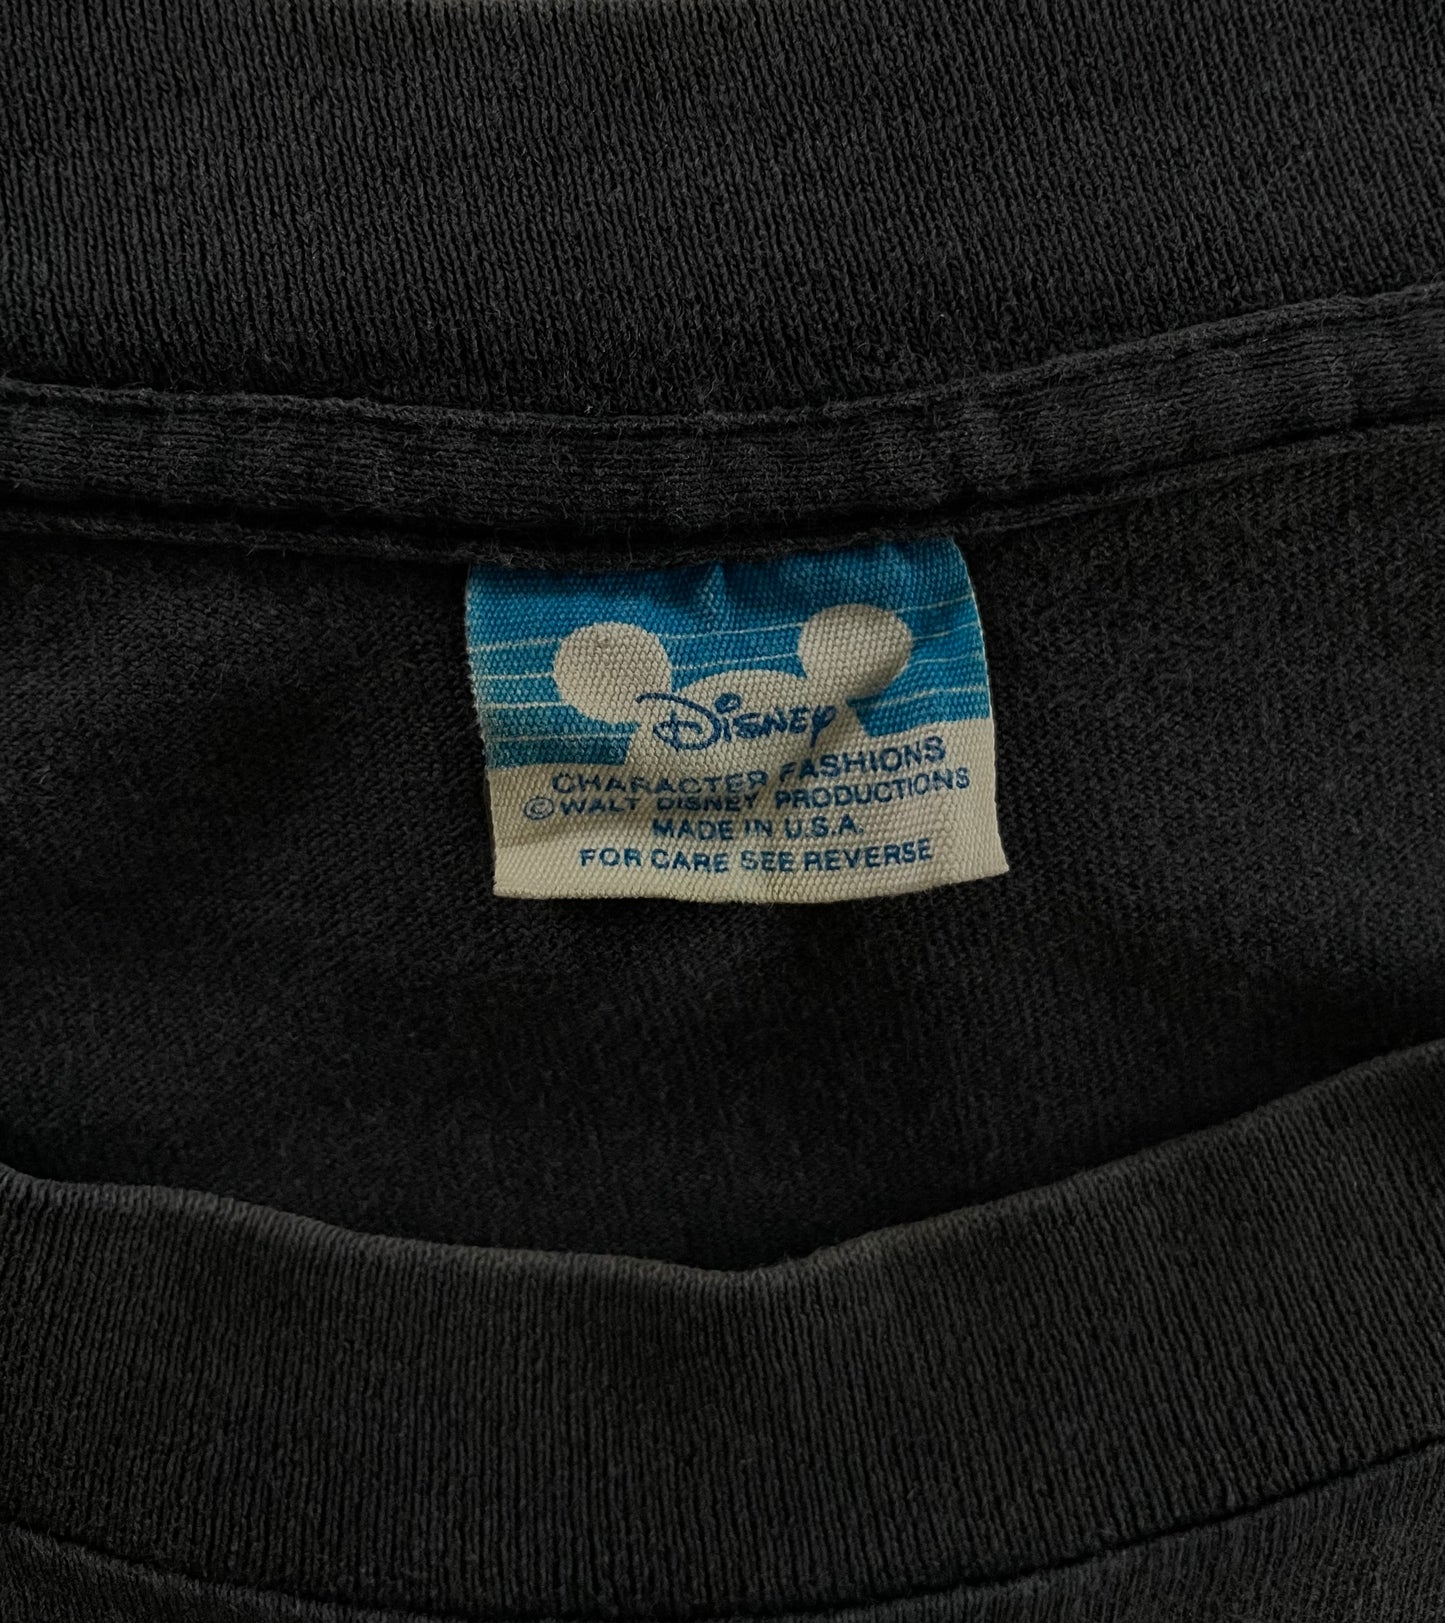 Disney
CHARACTER FASHIONS
© WALT DISNEY PRODUCTIONS
MADE IN U.S.A.
FOR CARE SEE REVERSE